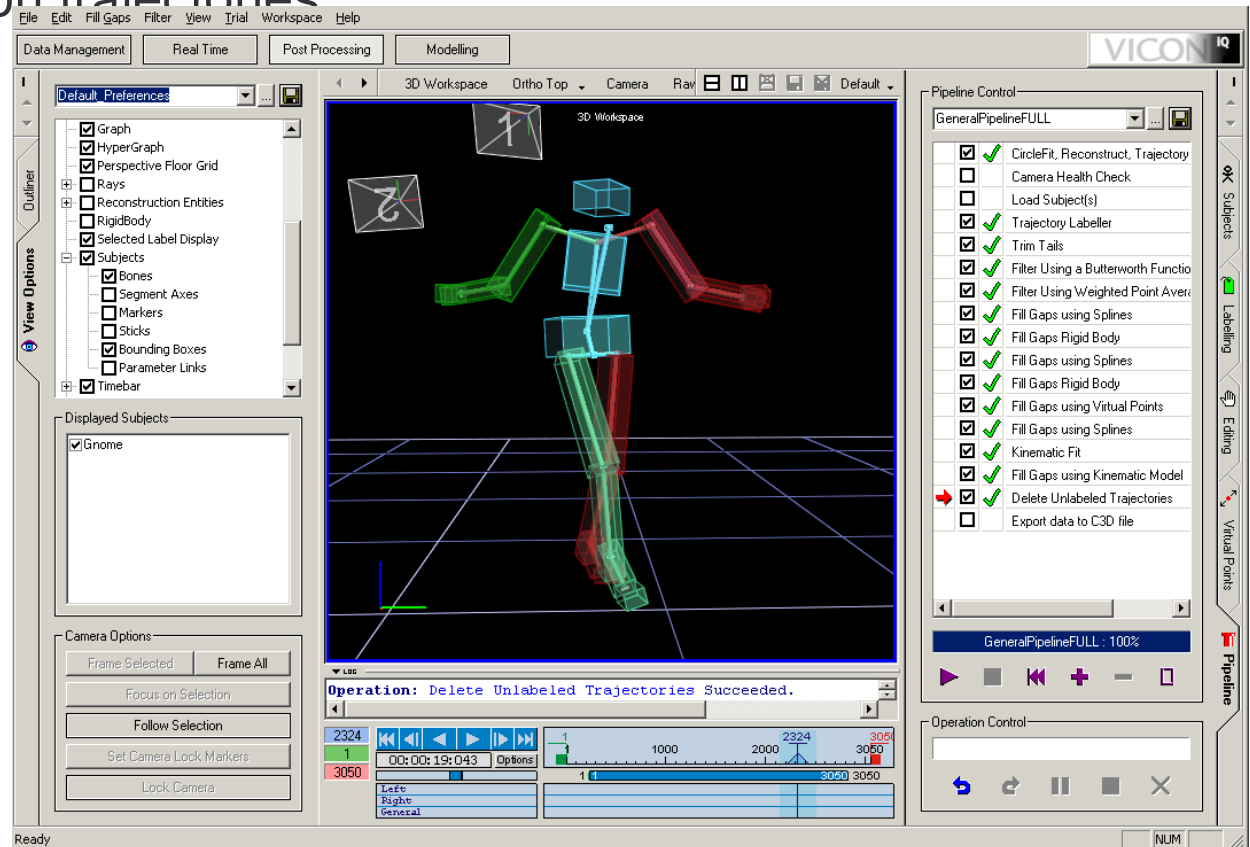 on trajectories
File Edit Fill Gaps Filter View Trial Workspace Help
Data Management Real Time Post Processing Modelling
VICON IQ
Default_Preferences ...
Graph
HyperGraph
Perspective Floor Grid
Rays
Reconstruction Entities
RigidBody
Selected Label Display
Subjects
Bones
Segment Axes
Markers
Sticks
Bounding Boxes
Parameter Links
Timebar
Outliner
View Options
Displayed Subjects
Gnome
Camera Options
Frame Selected Frame All
Focus on Selection
Follow Selection
Set Camera Lock Markers
Lock Camera
3D Workspace Ortho Top Camera Rav Default
3D Workspace
1
2
LOG
Operation: Delete Unlabeled Trajectories Succeeded.
2324
1
3050
00:00:19:043 Options
1 2324 3050
1 1000 2000 3050
1 1 3050 3050
Left
Right
General
Pipeline Control
GeneralPipelineFULL ...
CircleFit, Reconstruct, Trajectory
Camera Health Check
Load Subject(s)
Trajectory Labeller
Trim Tails
Filter Using a Butterworth Functio
Filter Using Weighted Point Avera
Fill Gaps using Splines
Fill Gaps Rigid Body
Fill Gaps using Splines
Fill Gaps Rigid Body
Fill Gaps using Virtual Points
Fill Gaps using Splines
Kinematic Fit
Fill Gaps using Kinematic Model
Delete Unlabeled Trajectories
Export data to C3D file
GeneralPipelineFULL : 100%
Operation Control
Subjects
Labelling
Editing
Virtual Points
Pipeline
Ready NUM